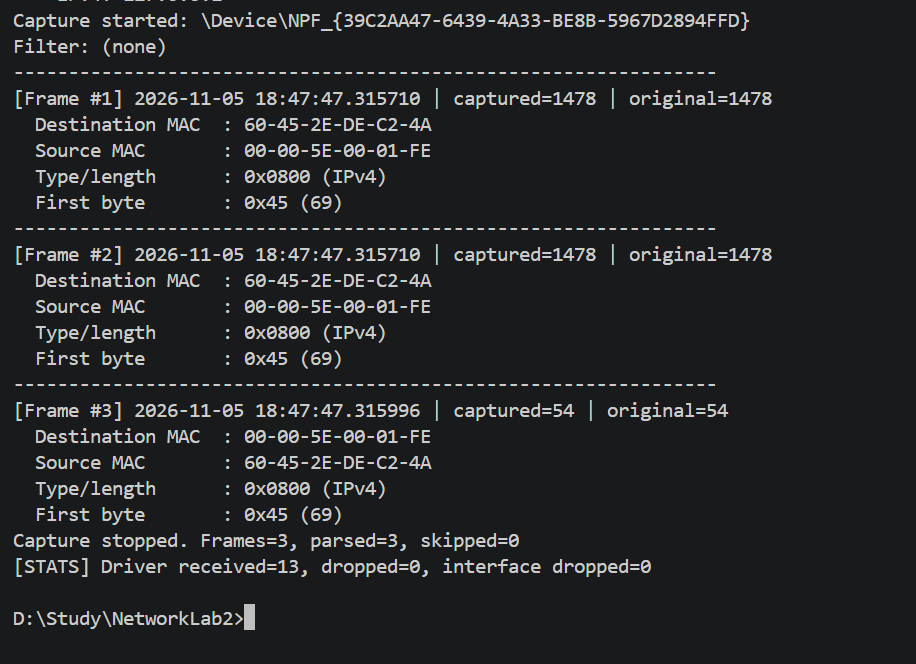 Capture started: \Device\NPF_{39C2AA47-6439-4A33-BE8B-5967D2894FFD}
Filter: (none)
----------------------------------------------------------------
[Frame #1] 2026-11-05 18:47:47.315710 | captured=1478 | original=1478
  Destination MAC  : 60-45-2E-DE-C2-4A
  Source MAC       : 00-00-5E-00-01-FE
  Type/length      : 0x0800 (IPv4)
  First byte       : 0x45 (69)
----------------------------------------------------------------
[Frame #2] 2026-11-05 18:47:47.315710 | captured=1478 | original=1478
  Destination MAC  : 60-45-2E-DE-C2-4A
  Source MAC       : 00-00-5E-00-01-FE
  Type/length      : 0x0800 (IPv4)
  First byte       : 0x45 (69)
----------------------------------------------------------------
[Frame #3] 2026-11-05 18:47:47.315996 | captured=54 | original=54
  Destination MAC  : 00-00-5E-00-01-FE
  Source MAC       : 60-45-2E-DE-C2-4A
  Type/length      : 0x0800 (IPv4)
  First byte       : 0x45 (69)
Capture stopped. Frames=3, parsed=3, skipped=0
[STATS] Driver received=13, dropped=0, interface dropped=0
D:\Study\NetworkLab2>